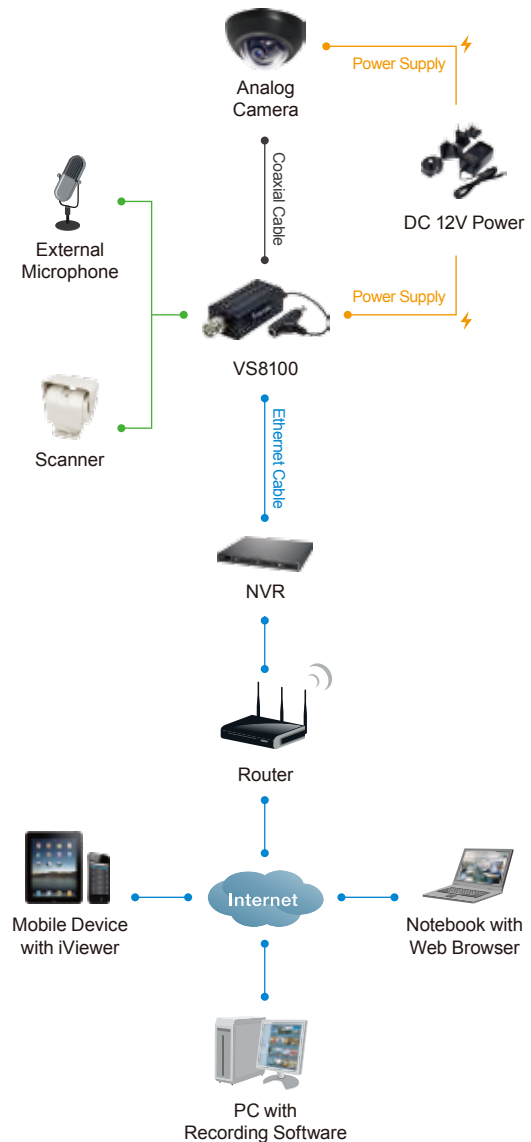 Power Supply
Analog
Camera
Coaxial Cable
DC 12V Power
External
Microphone
Power Supply
VS8100
Scanner
Ethernet Cable
NVR
Router
Internet
Mobile Device
with iViewer
Notebook with
Web Browser
PC with
Recording Software